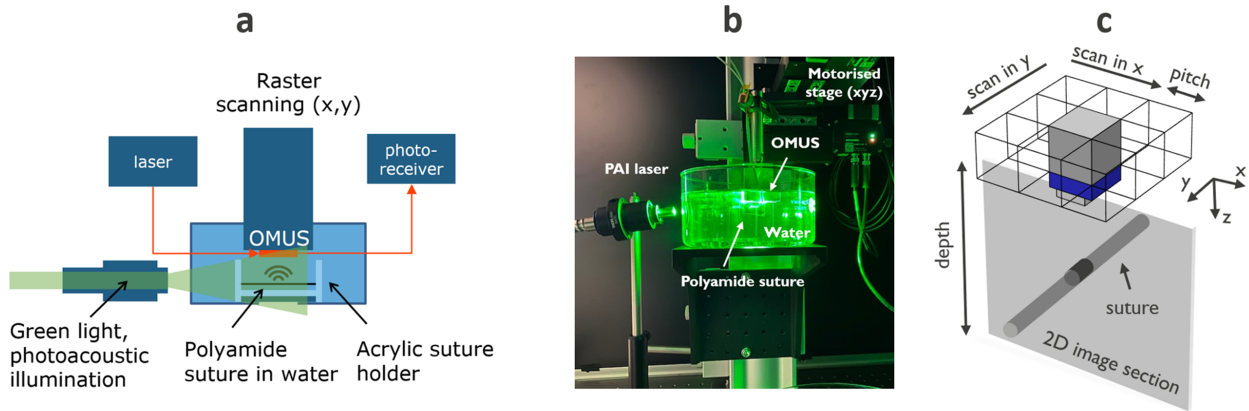 a
Raster
scanning (x,y)
laser
photo-
receiver
OMUS
Green light,
photoacoustic
illumination
Polyamide
suture in water
Acrylic suture
holder
b
Motorised
stage (xyz)
OMUS
PAI laser
Water
Polyamide suture
c
scan in y
scan in x
pitch
x
y
z
depth
suture
2D image section